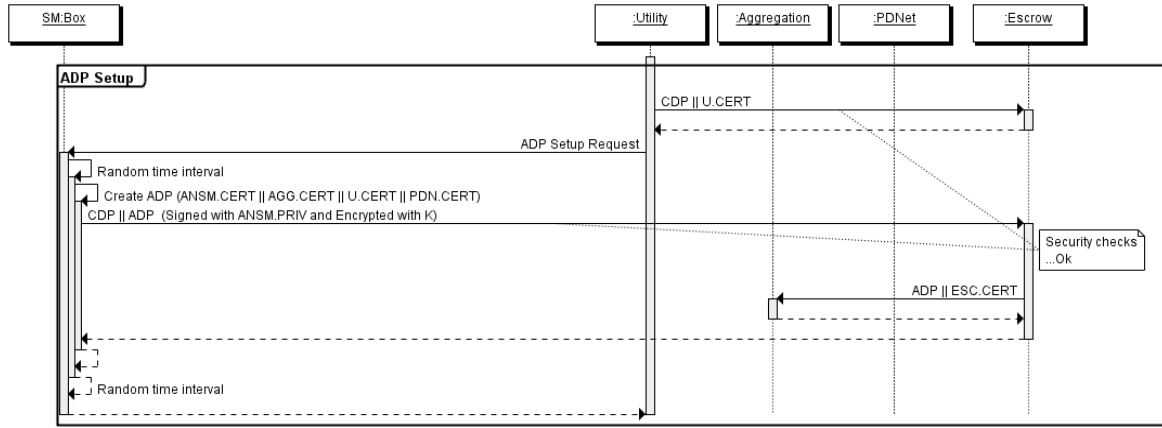 SM:Box
:Utility
:Aggregation
:PDNet
:Escrow
ADP Setup
CDP || U.CERT
ADP Setup Request
Random time interval
Create ADP (ANSM.CERT || AGG.CERT || U.CERT || PDN.CERT)
CDP || ADP (Signed with ANSM.PRIV and Encrypted with K)
Security checks
...Ok
ADP || ESC.CERT
Random time interval